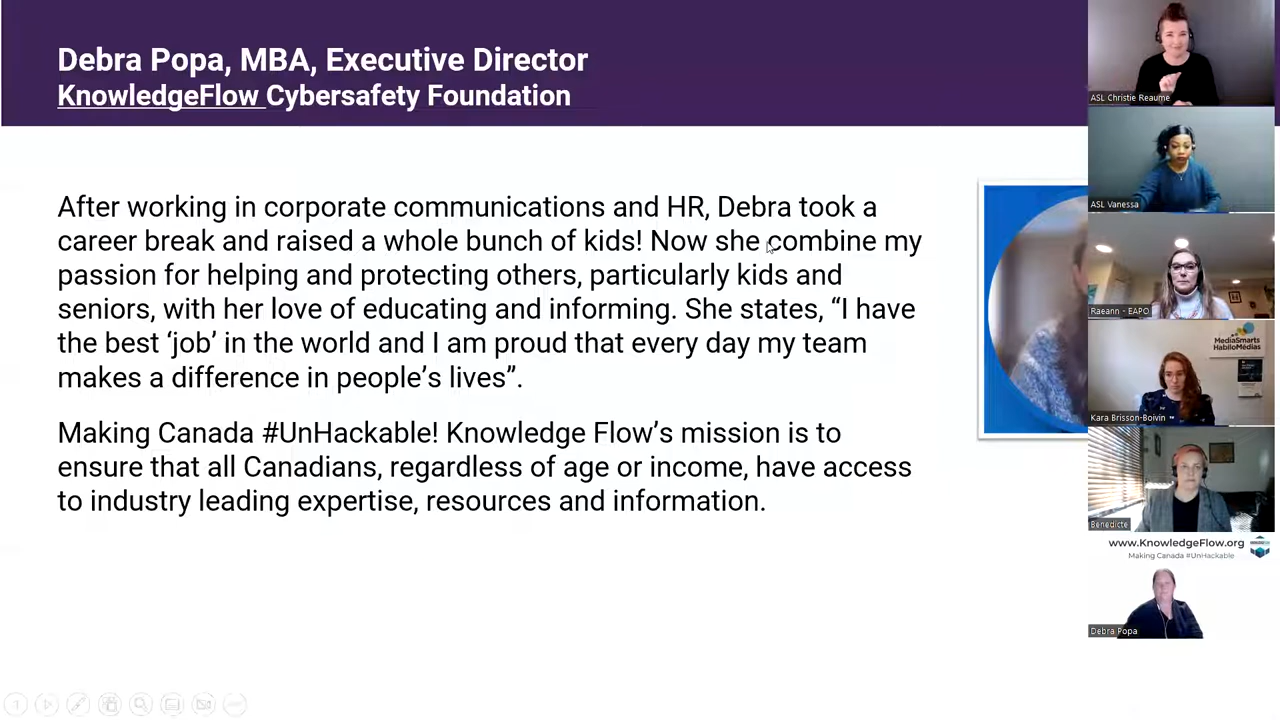 Debra Popa, MBA, Executive Director
KnowledgeFlow Cybersafety Foundation
After working in corporate communications and HR, Debra took a
career break and raised a whole bunch of kids! Now she combine my
passion for helping and protecting others, particularly kids and
seniors, with her love of educating and informing. She states, “I have
the best ‘job’ in the world and I am proud that every day my team
makes a difference in people’s lives”.
Making Canada #UnHackable! Knowledge Flow’s mission is to
ensure that all Canadians, regardless of age or income, have access
to industry leading expertise, resources and information.
ASL Christie Reaume
ASL Vanessa
Raeann - EAPO
MediaSmarts
HabiloMédias
Kara Brisson-Boivin
Benedicte
www.KnowledgeFlow.org
Making Canada #UnHackable
Debra Popa